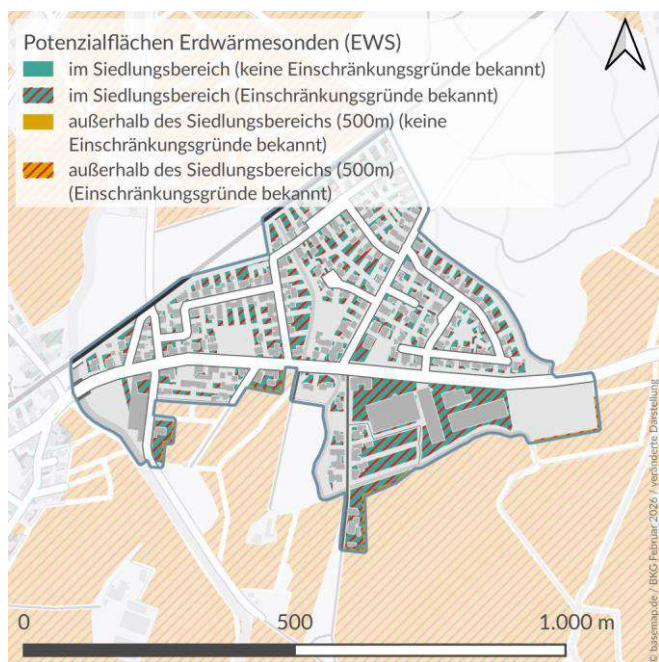 Potenzialflächen Erdwärmesonden (EWS)
im Siedlungsbereich (keine Einschränkungsgründe bekannt)
im Siedlungsbereich (Einschränkungsgründe bekannt)
außerhalb des Siedlungsbereichs (500m) (keine
Einschränkungsgründe bekannt)
außerhalb des Siedlungsbereichs (500m)
(Einschränkungsgründe bekannt)
0 500 1.000 m
© basemap.de / BKG Februar 2026 / veränderte Darstellung